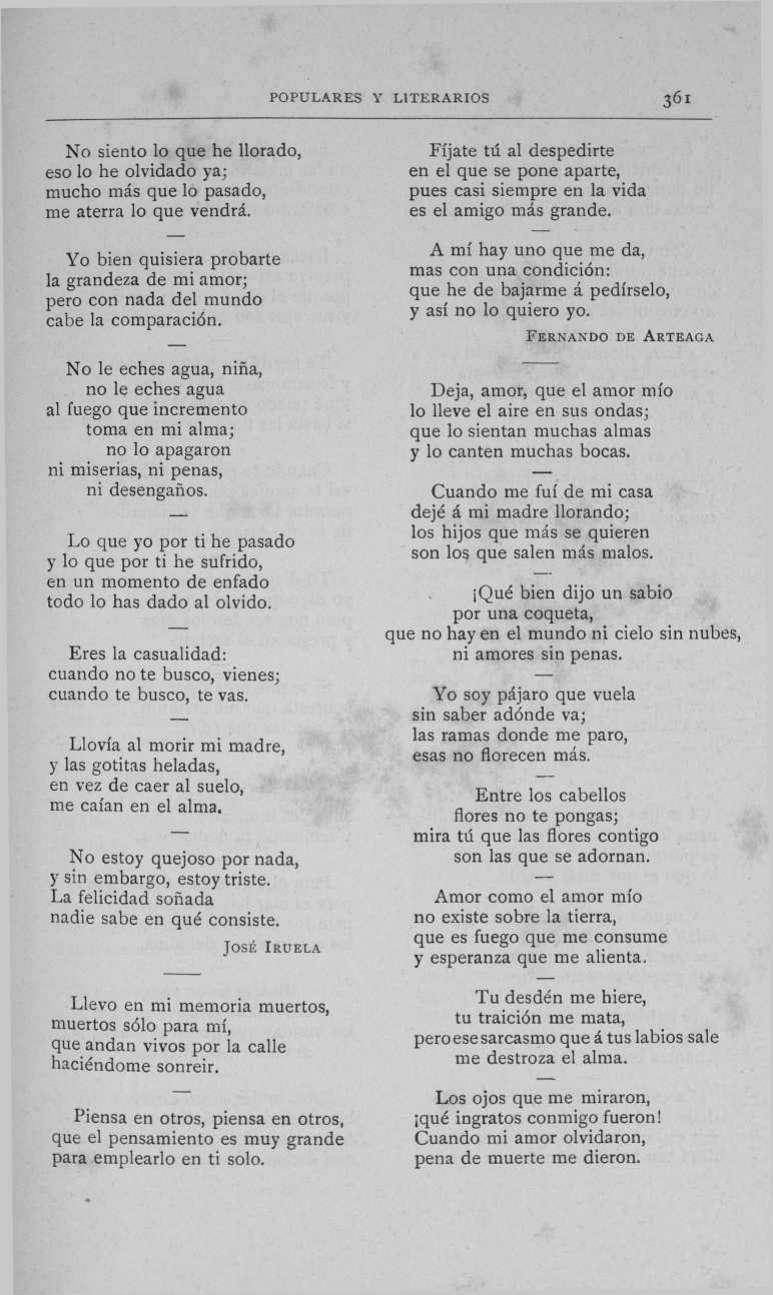 POPULARES Y LITERARIOS 361
No siento lo que he llorado,
eso lo he olvidado ya;
mucho más que lo pasado,
me aterra lo que vendrá.
—
Yo bien quisiera probarte
la grandeza de mi amor;
pero con nada del mundo
cabe la comparación.
—
No le eches agua, niña,
no le eches agua
al fuego que incremento
toma en mi alma;
no lo apagaron
ni miserias, ni penas,
ni desengaños.
—
Lo que yo por ti he pasado
y lo que por ti he sufrido,
en un momento de enfado
todo lo has dado al olvido.
—
Eres la casualidad:
cuando no te busco, vienes;
cuando te busco, te vas.
—
Llovía al morir mi madre,
y las gotitas heladas,
en vez de caer al suelo,
me caían en el alma.
—
No estoy quejoso por nada,
y sin embargo, estoy triste.
La felicidad soñada
nadie sabe en qué consiste.
JOSÉ IRUELA
—
Llevo en mi memoria muertos,
muertos sólo para mí,
que andan vivos por la calle
haciéndome sonreir.
—
Piensa en otros, piensa en otros,
que el pensamiento es muy grande
para emplearlo en ti solo.
Fíjate tú al despedirte
en el que se pone aparte,
pues casi siempre en la vida
es el amigo más grande.
—
A mí hay uno que me da,
mas con una condición:
que he de bajarme á pedírselo,
y así no lo quiero yo.
FERNANDO DE ARTEAGA
—
Deja, amor, que el amor mío
lo lleve el aire en sus ondas;
que lo sientan muchas almas
y lo canten muchas bocas.
—
Cuando me fuí de mi casa
dejé á mi madre llorando;
los hijos que más se quieren
son los que salen más malos.
—
¡Qué bien dijo un sabio
por una coqueta,
que no hay en el mundo ni cielo sin nubes,
ni amores sin penas.
—
Yo soy pájaro que vuela
sin saber adónde va;
las ramas donde me paro,
esas no florecen más.
—
Entre los cabellos
flores no te pongas;
mira tú que las flores contigo
son las que se adornan.
—
Amor como el amor mío
no existe sobre la tierra,
que es fuego que me consume
y esperanza que me alienta.
—
Tu desdén me hiere,
tu traición me mata,
pero ese sarcasmo que á tus labios sale
me destroza el alma.
—
Los ojos que me miraron,
¡qué ingratos conmigo fueron!
Cuando mi amor olvidaron,
pena de muerte me dieron.